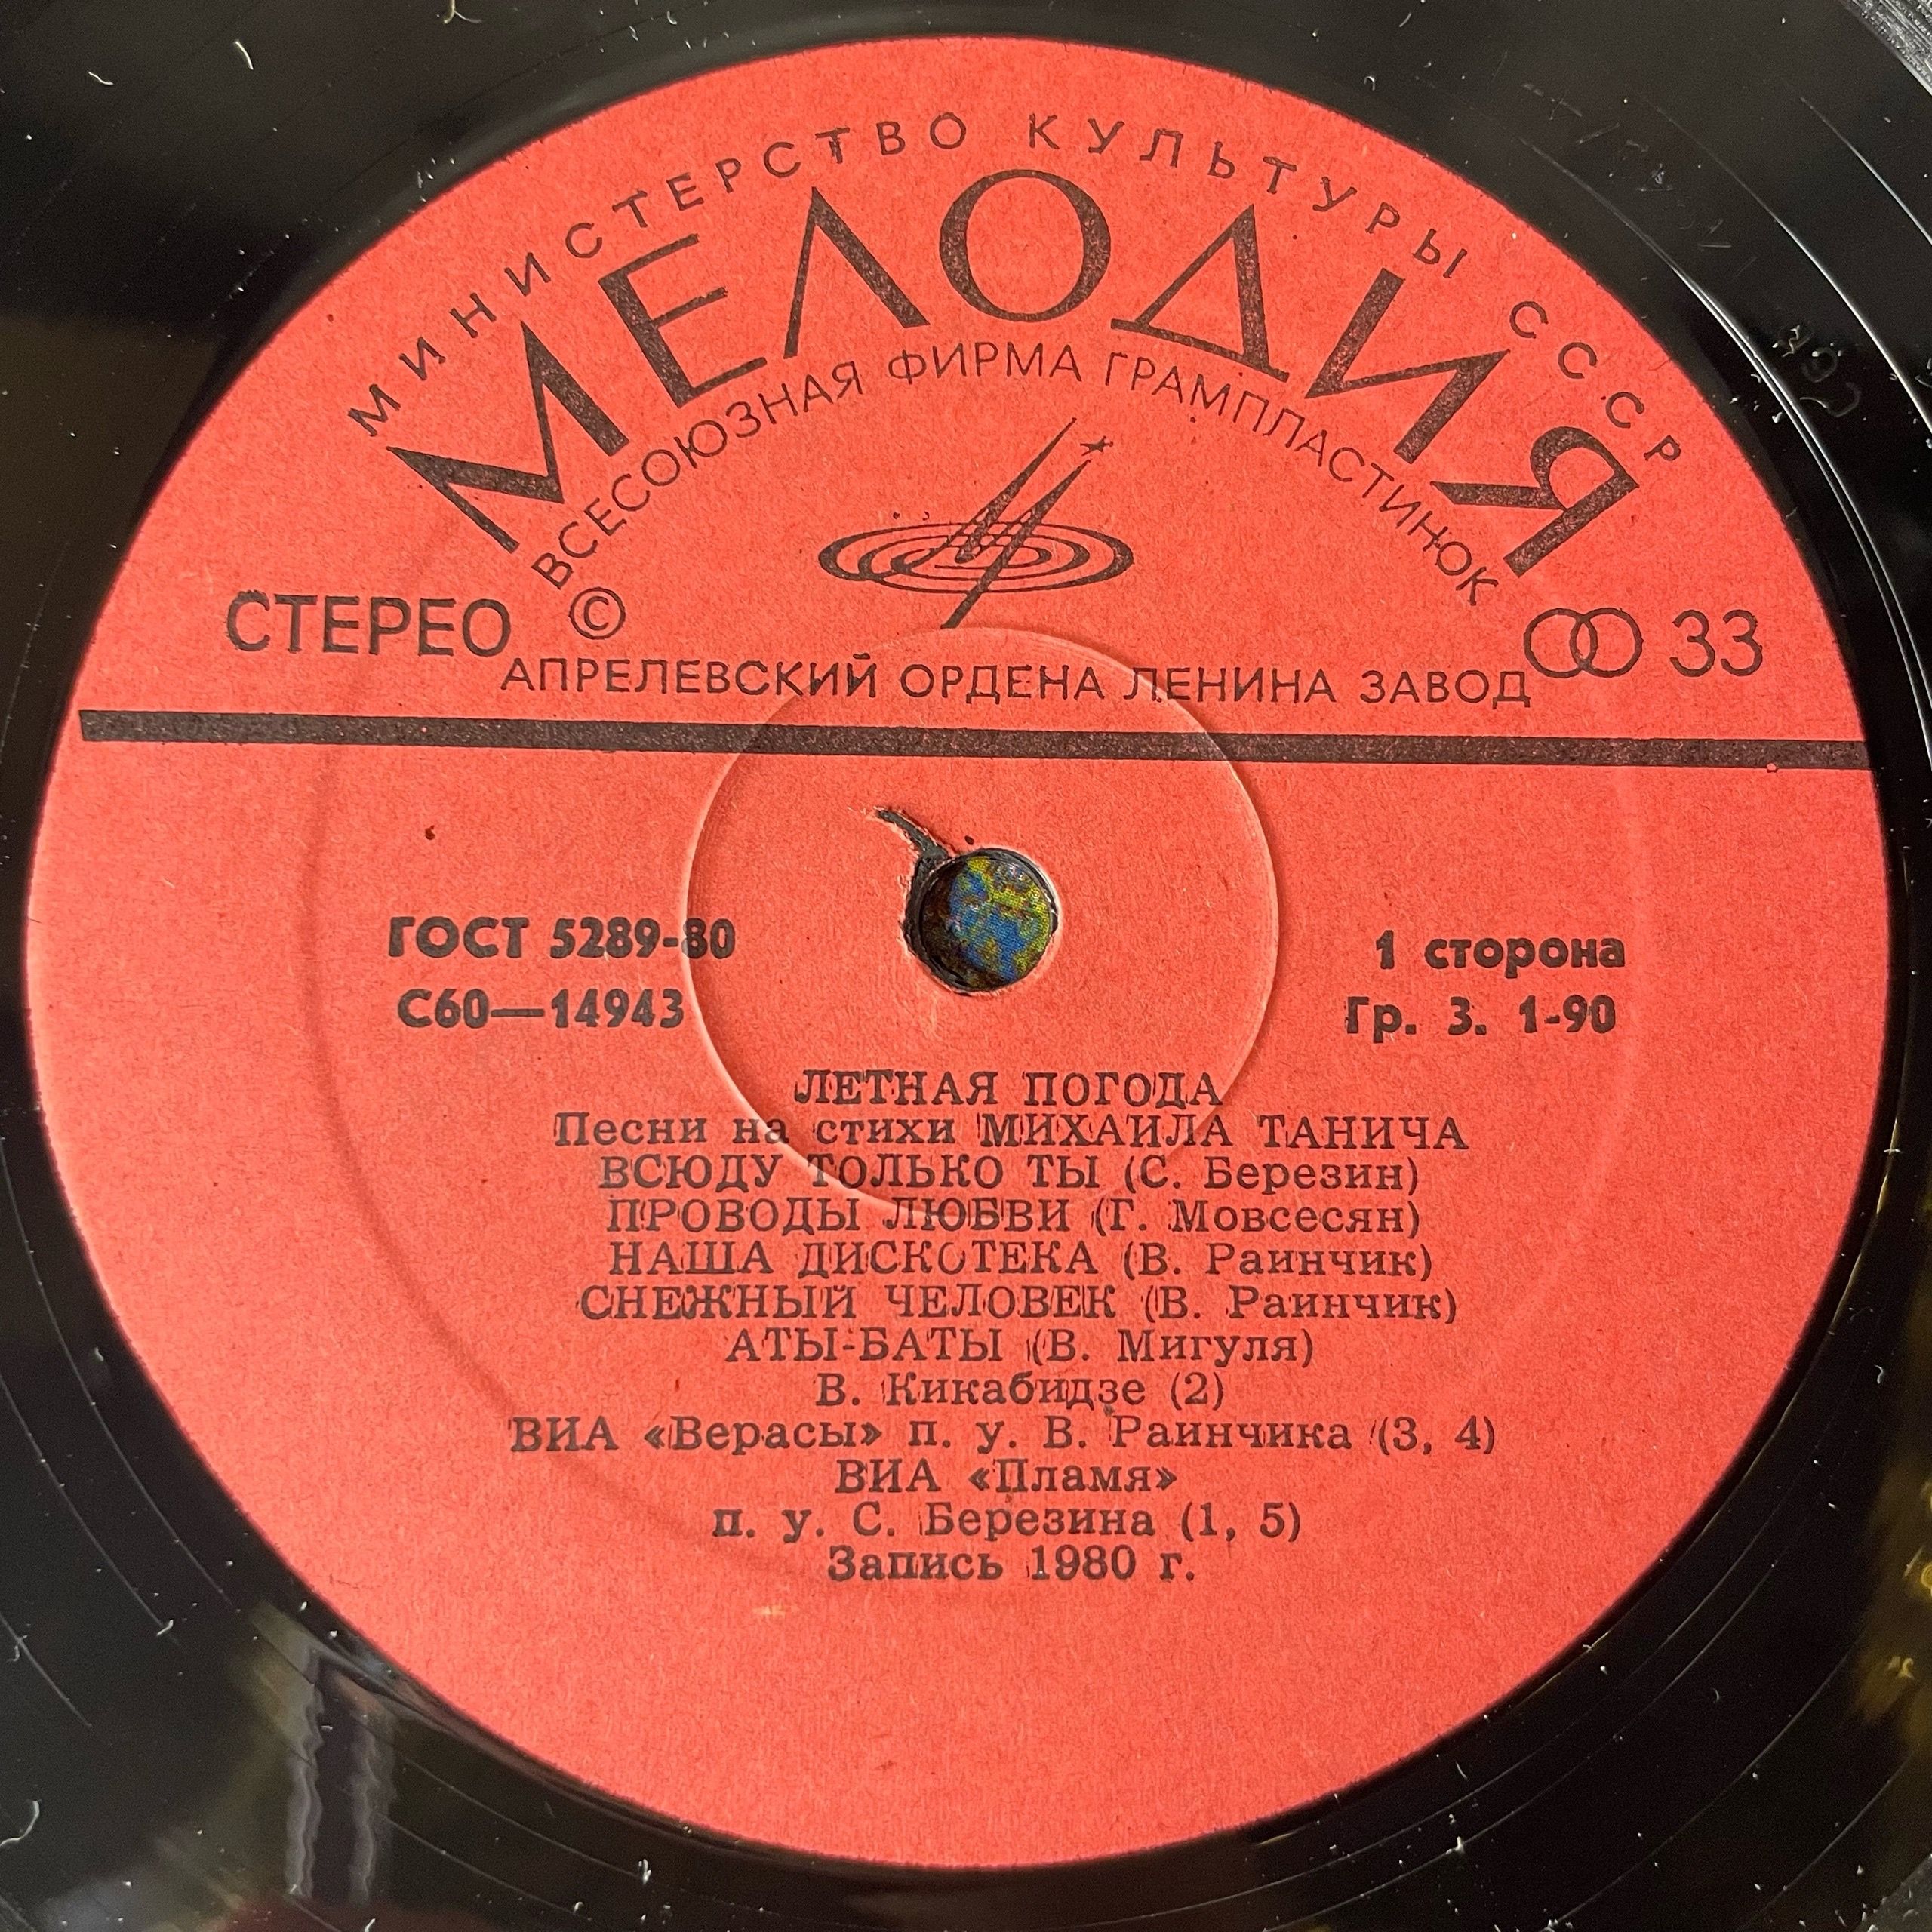 МИНИСТЕРСТВО КУЛЬТУРЫ СССР
МЕЛОДИЯ
ВСЕСОЮЗНАЯ ФИРМА ГРАМПЛАСТИНОК
СТЕРЕО © 33
АПРЕЛЕВСКИЙ ОРДЕНА ЛЕНИНА ЗАВОД
ГОСТ 5289-80
С60—14943
1 сторона
Гр. 3. 1-90
ЛЕТНАЯ ПОГОДА
Песни на стихи МИХАИЛА ТАНИЧА
ВСЮДУ ТОЛЬКО ТЫ (С. Березин)
ПРОВОДЫ ЛЮБВИ (Г. Мовсесян)
НАША ДИСКОТЕКА (В. Раинчик)
СНЕЖНЫЙ ЧЕЛОВЕК (В. Раинчик)
АТЫ-БАТЫ (В. Мигуля)
В. Кикабидзе (2)
ВИА «Верасы» п. у. В. Раинчика (3, 4)
ВИА «Пламя»
п. у. С. Березина (1, 5)
Запись 1980 г.